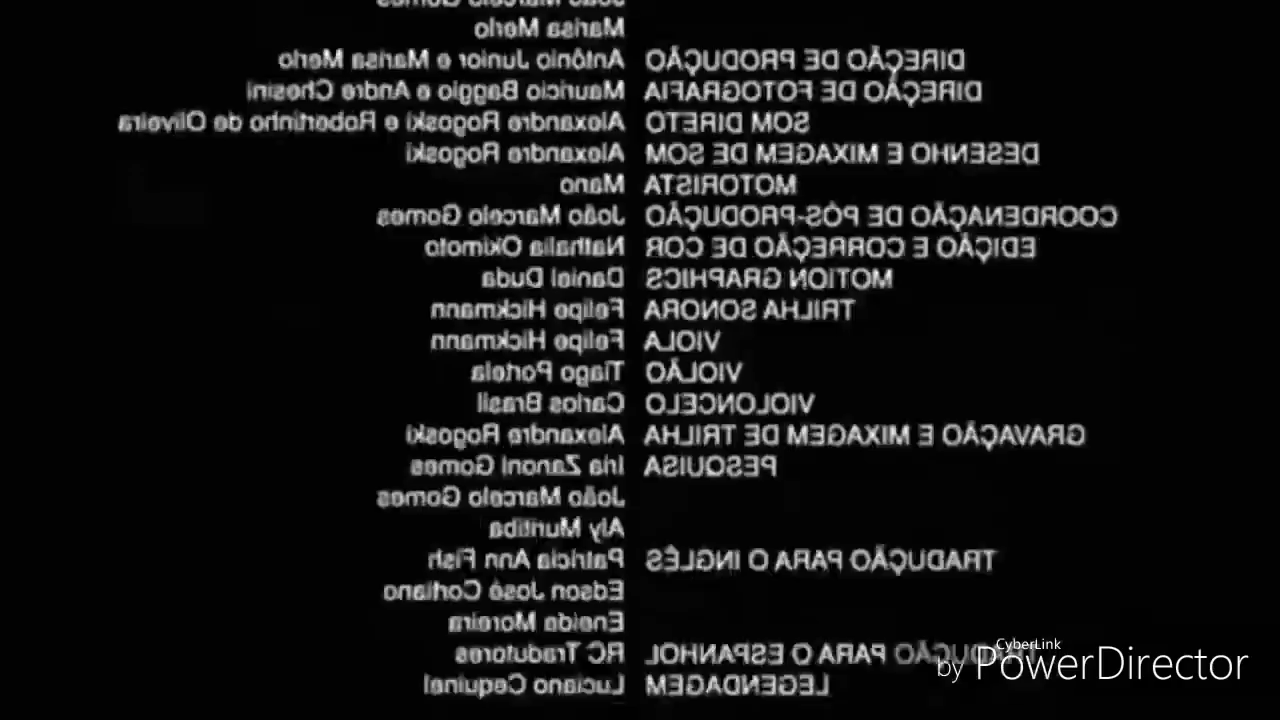 João Marcelo Gomes
Marisa Merlo
DIREÇÃO DE PRODUÇÃO Antônio Junior e Marisa Merlo
DIREÇÃO DE FOTOGRAFIA Mauricio Baggio e Andre Chesini
SOM DIRETO Alexandre Rogoski e Robertinho de Oliveira
DESENHO E MIXAGEM DE SOM Alexandre Rogoski
MOTORISTA Mano
COORDENAÇÃO DE PÓS-PRODUÇÃO João Marcelo Gomes
EDIÇÃO E CORREÇÃO DE COR Nathalia Okimoto
MOTION GRAPHICS Daniel Duda
TRILHA SONORA Felipe Hickmann
VIOLA Felipe Hickmann
VIOLÃO Tiago Portela
VIOLONCELO Carlos Brasil
GRAVAÇÃO E MIXAGEM DE TRILHA Alexandre Rogoski
PESQUISA Iria Zanoni Gomes
João Marcelo Gomes
Aly Muritiba
TRADUÇÃO PARA O INGLÊS Patricia Ann Fish
Edson José Cortiano
Eneida Moreira
TRADUÇÃO PARA O ESPANHOL RC Tradutores
LEGENDAGEM Luciano Cequinel
CyberLink
by PowerDirector